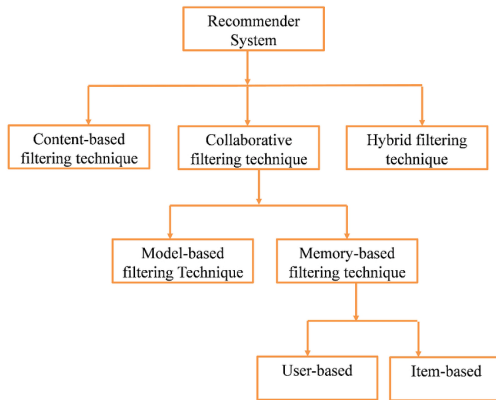 Recommender
System
Content-based
filtering technique
Collaborative
filtering technique
Hybrid filtering
technique
Model-based
filtering Technique
Memory-based
filtering technique
User-based
Item-based